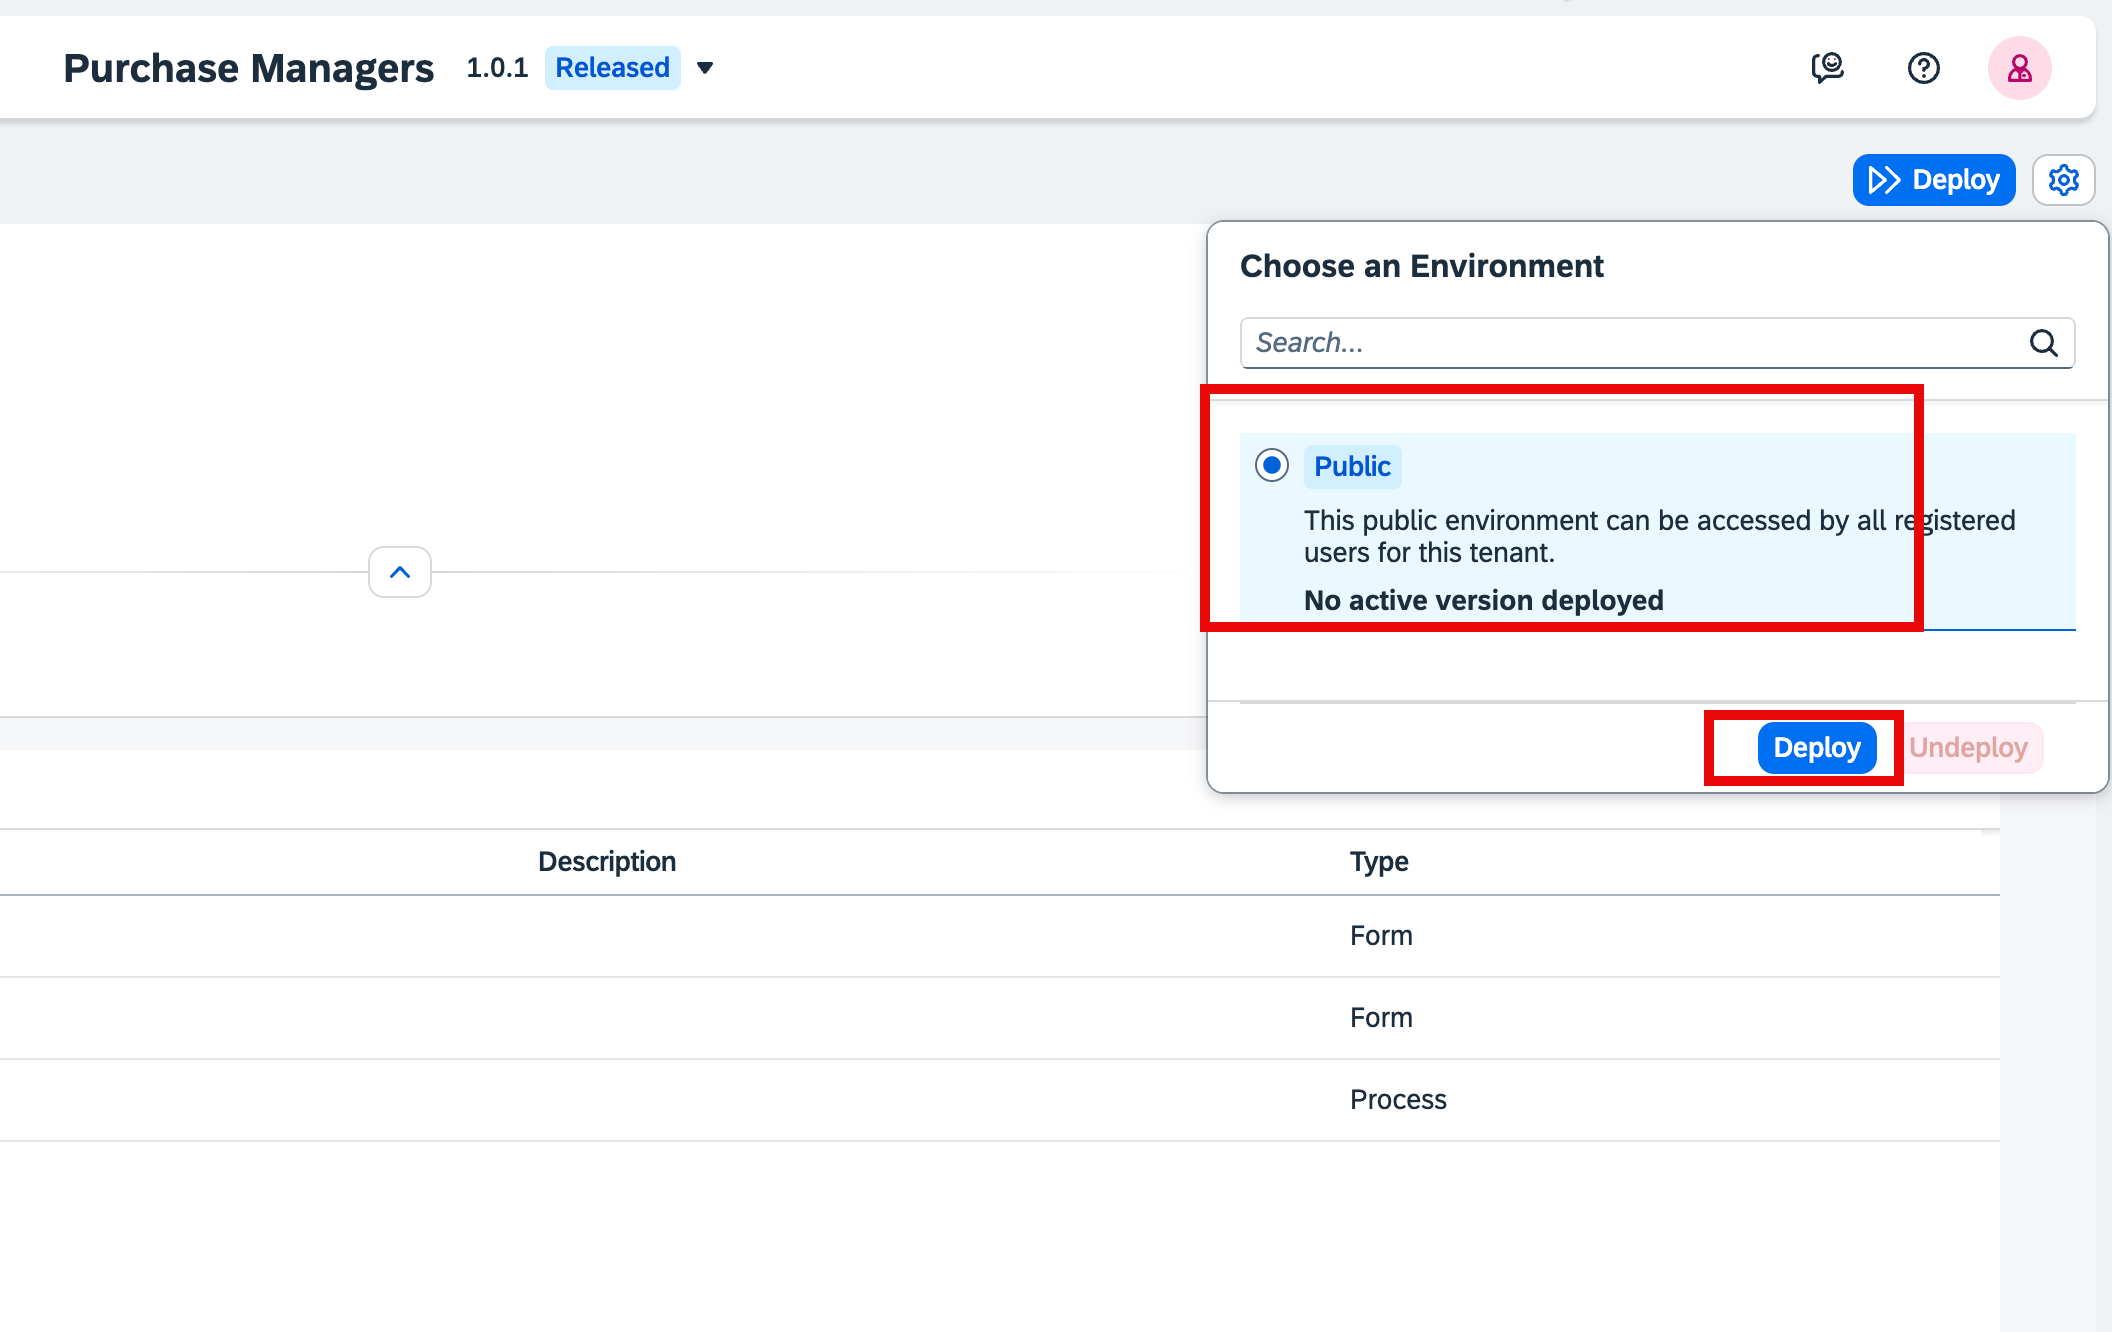 Purchase Managers 1.0.1 Released
Deploy
Choose an Environment
Search...
Public
This public environment can be accessed by all registered
users for this tenant.
No active version deployed
Deploy Undeploy
Description Type
Form
Form
Process